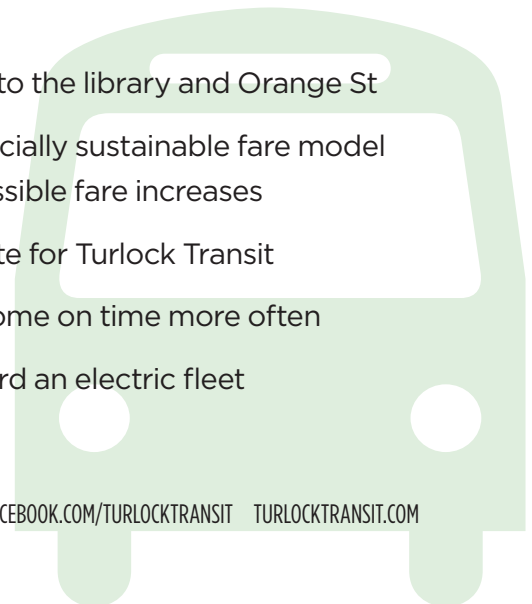 to the library and Orange St
cially sustainable fare model
ssible fare increases
te for Turlock Transit
ome on time more often
rd an electric fleet
CEBOOK.COM/TURLOCKTRANSIT TURLOCKTRANSIT.COM